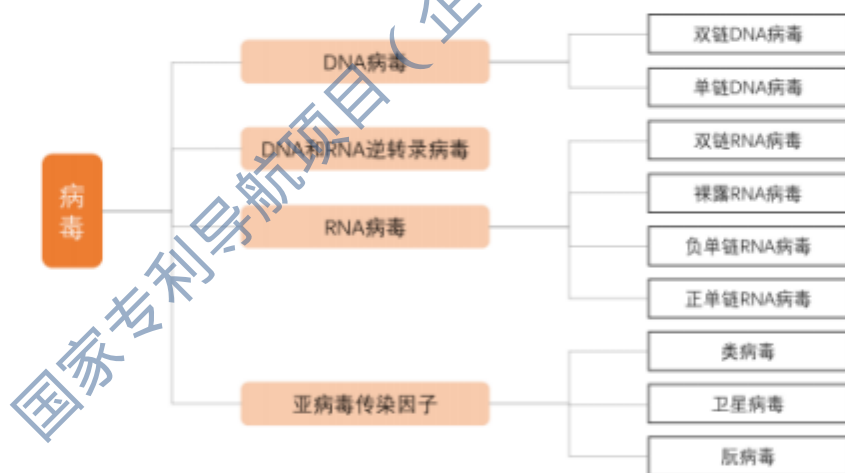 病毒
DNA病毒
双链DNA病毒
单链DNA病毒
DNA和RNA逆转录病毒
RNA病毒
双链RNA病毒
裸露RNA病毒
负单链RNA病毒
正单链RNA病毒
亚病毒传染因子
类病毒
卫星病毒
朊病毒
国家专利导航项目（企